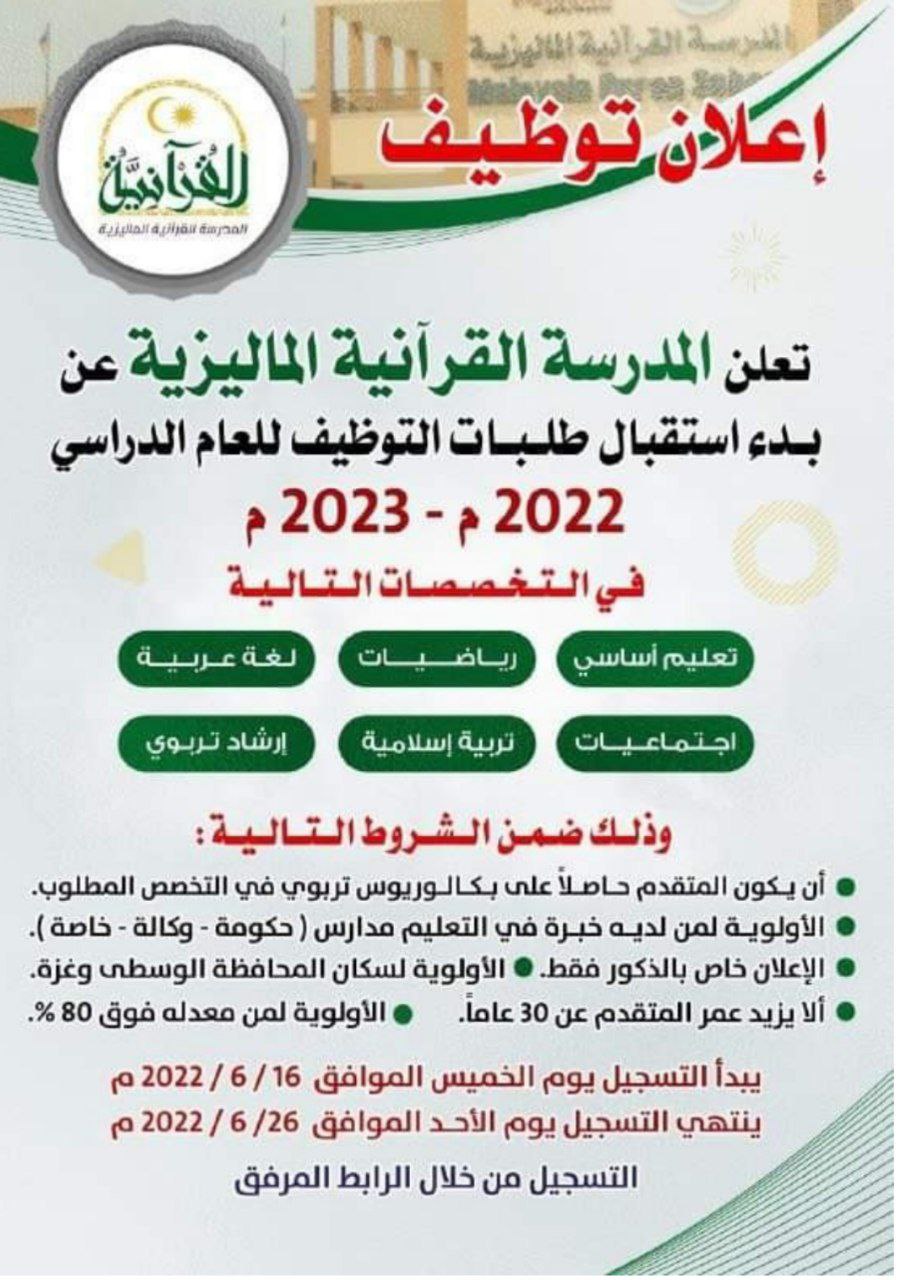 المدرسة القرآنية الماليزية
إعلان توظيف
القرآنية
المدرسة القرآنية الماليزية
تعلن المدرسة القرآنية الماليزية عن
بدء استقبال طلبات التوظيف للعام الدراسي
2022 م - 2023 م
في التخصصات التالية
تعليم أساسي
رياضيات
لغة عربية
اجتماعيات
تربية إسلامية
إرشاد تربوي
وذلك ضمن الشروط التالية :
● أن يكون المتقدم حاصلاً على بكالوريوس تربوي في التخصص المطلوب.
● الأولوية لمن لديه خبرة في التعليم مدارس ( حكومة - وكالة - خاصة ).
● الإعلان خاص بالذكور فقط. ● الأولوية لسكان المحافظة الوسطى وغزة.
● ألا يزيد عمر المتقدم عن 30 عاماً. ● الأولوية لمن معدله فوق 80 %.
يبدأ التسجيل يوم الخميس الموافق 16 / 6 / 2022 م
ينتهي التسجيل يوم الأحد الموافق 26/ 6 / 2022 م
التسجيل من خلال الرابط المرفق